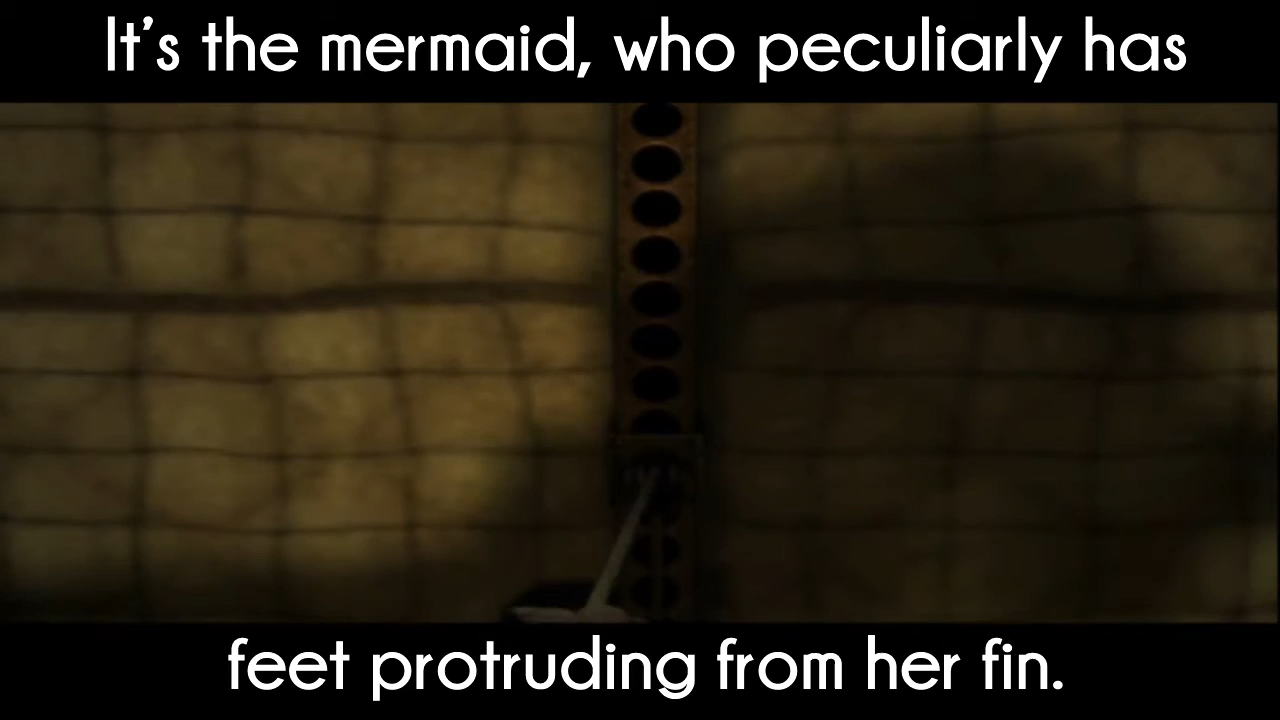 It's the mermaid, who peculiarly has
feet protruding from her fin.